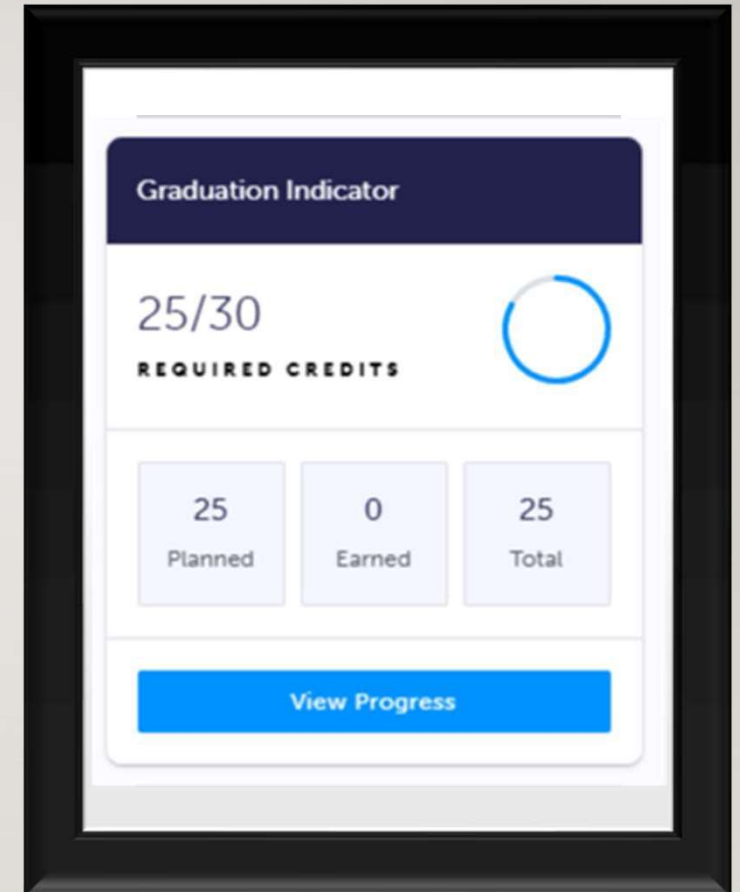 Graduation Indicator
25/30
REQUIRED CREDITS
25 0 25
Planned Earned Total
View Progress